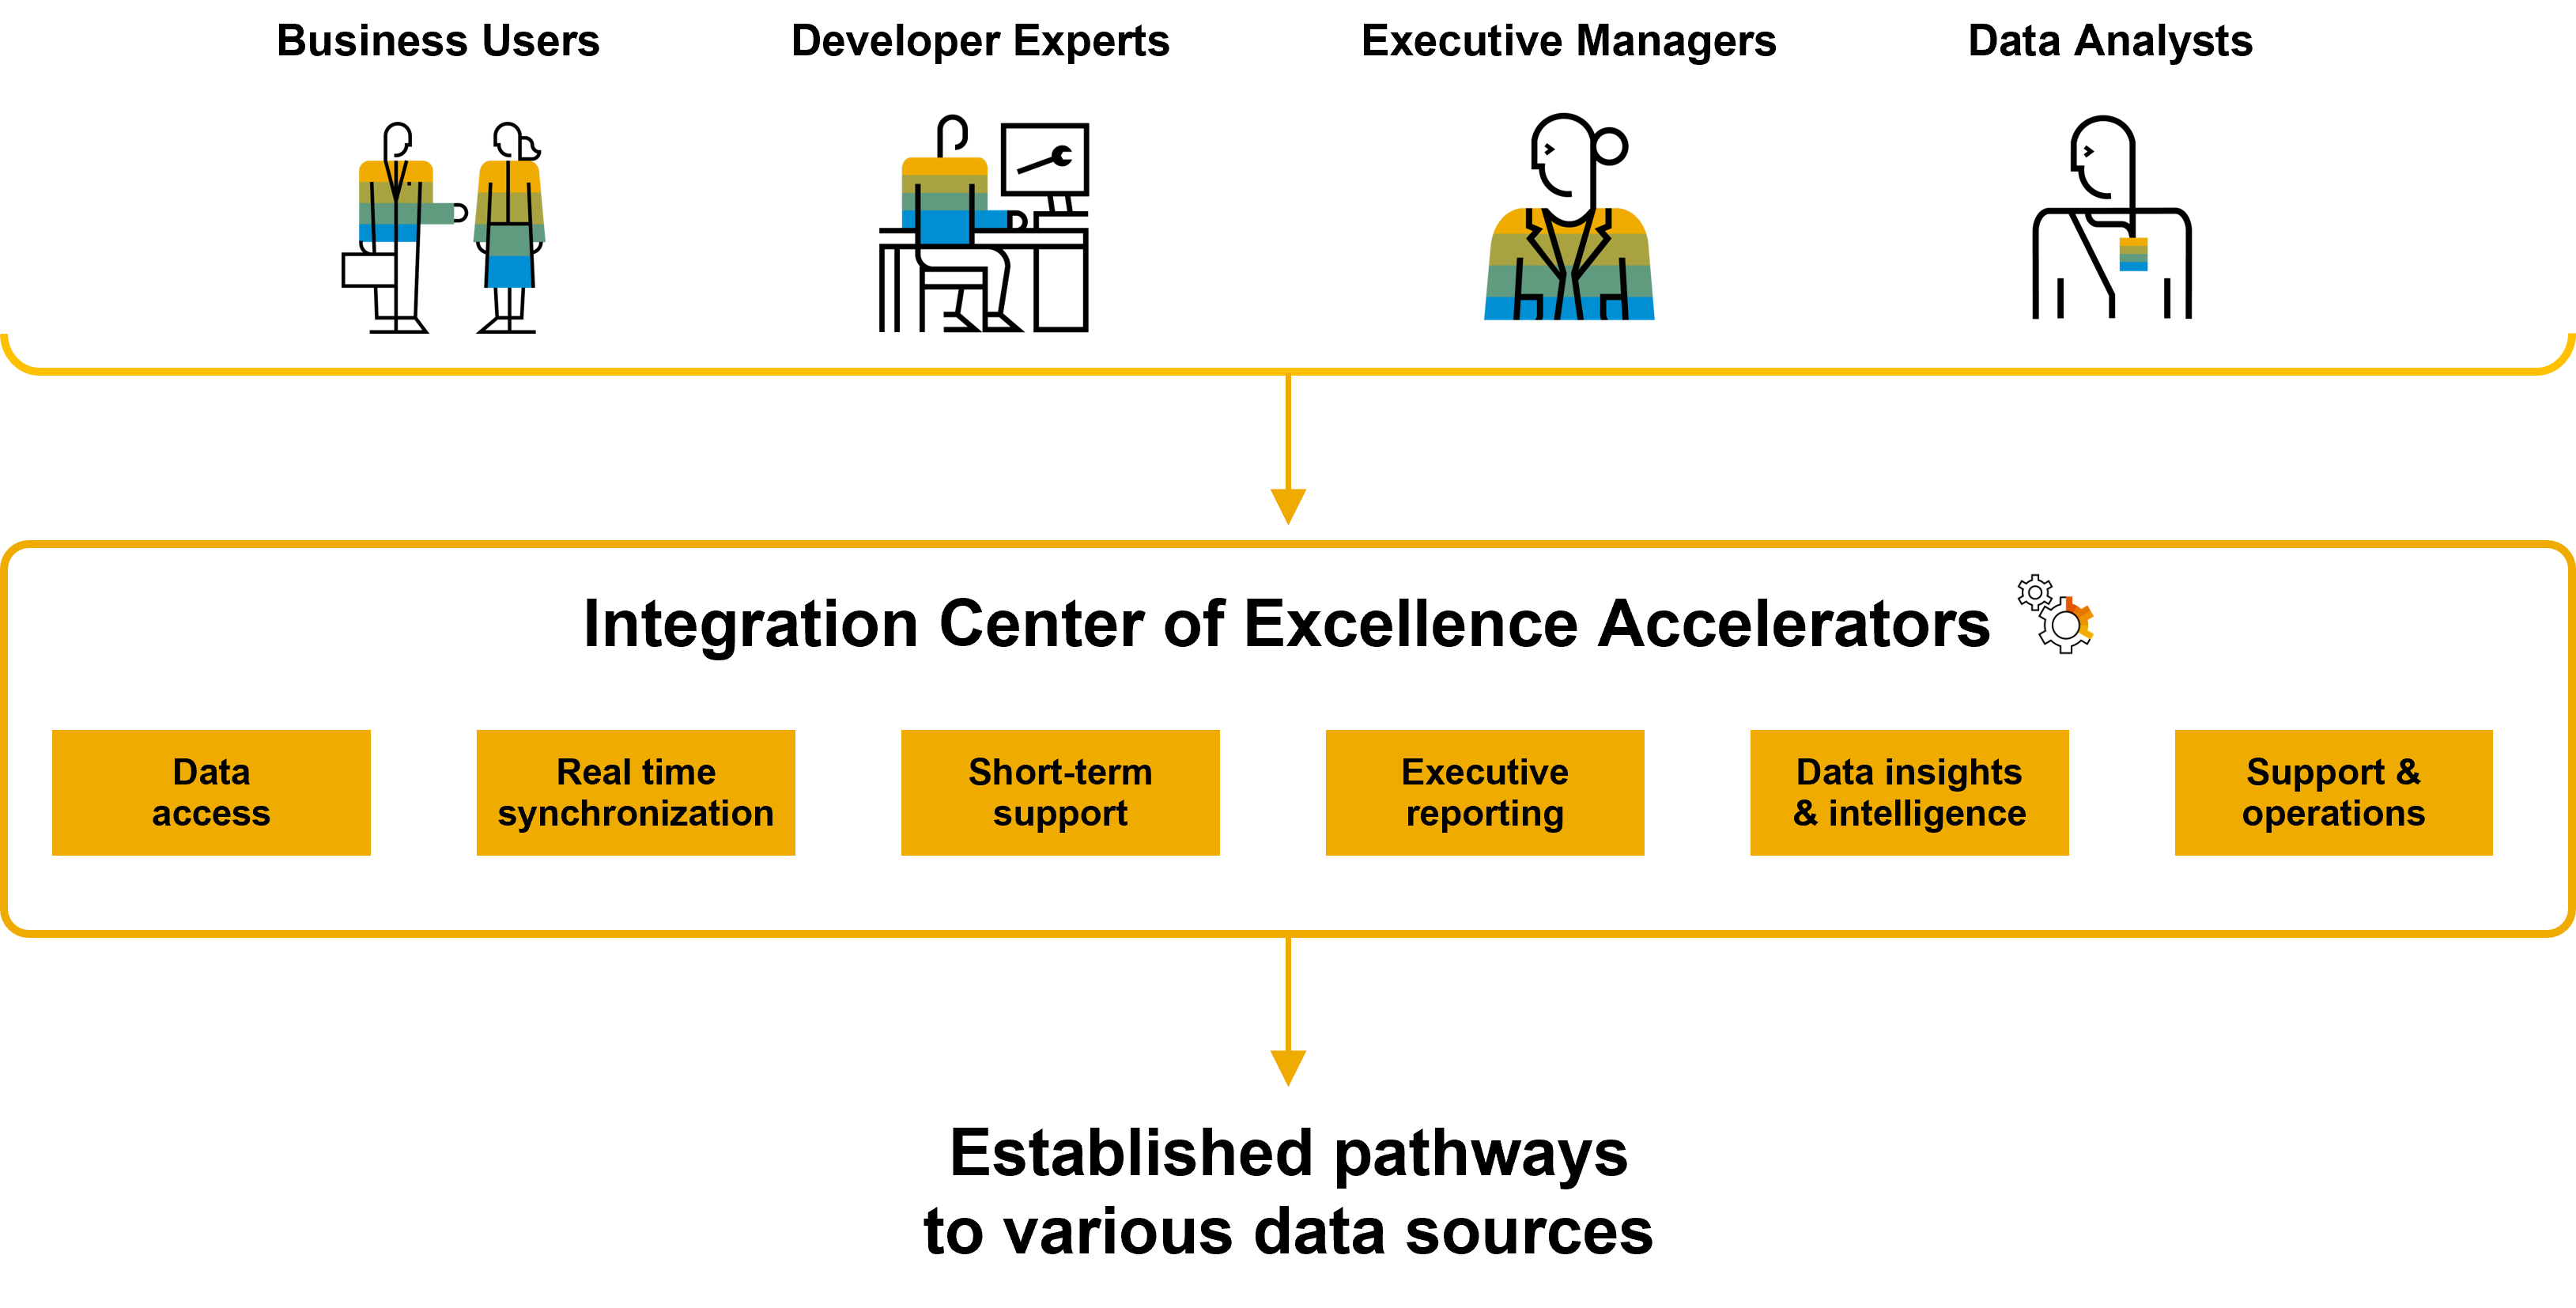 Business Users
Developer Experts
Executive Managers
Data Analysts
Integration Center of Excellence Accelerators
Data
access
Real time
synchronization
Short-term
support
Executive
reporting
Data insights
& intelligence
Support &
operations
Established pathways
to various data sources